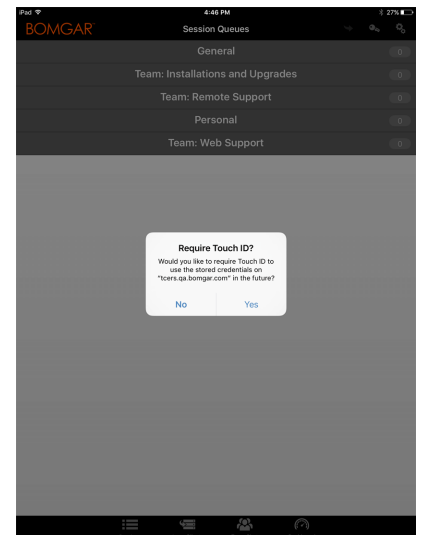 iPad 4:46 PM 27%
BOMGAR Session Queues
General 0
Team: Installations and Upgrades 0
Team: Remote Support 0
Personal 0
Team: Web Support 0
Require Touch ID?
Would you like to require Touch ID to
use the stored credentials on
"tcers.qa.bomgar.com" in the future?
No Yes